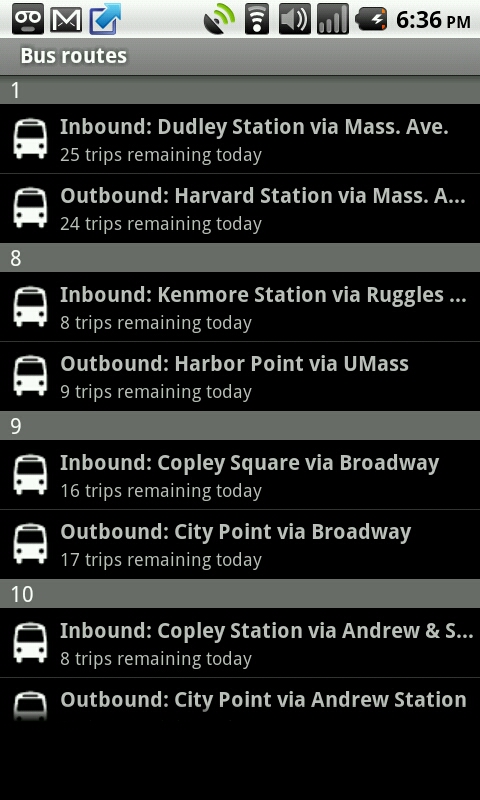 6:36 PM
Bus routes
1
Inbound: Dudley Station via Mass. Ave.
25 trips remaining today
Outbound: Harvard Station via Mass. A...
24 trips remaining today
8
Inbound: Kenmore Station via Ruggles ...
8 trips remaining today
Outbound: Harbor Point via UMass
9 trips remaining today
9
Inbound: Copley Square via Broadway
16 trips remaining today
Outbound: City Point via Broadway
17 trips remaining today
10
Inbound: Copley Station via Andrew & S...
8 trips remaining today
Outbound: City Point via Andrew Station